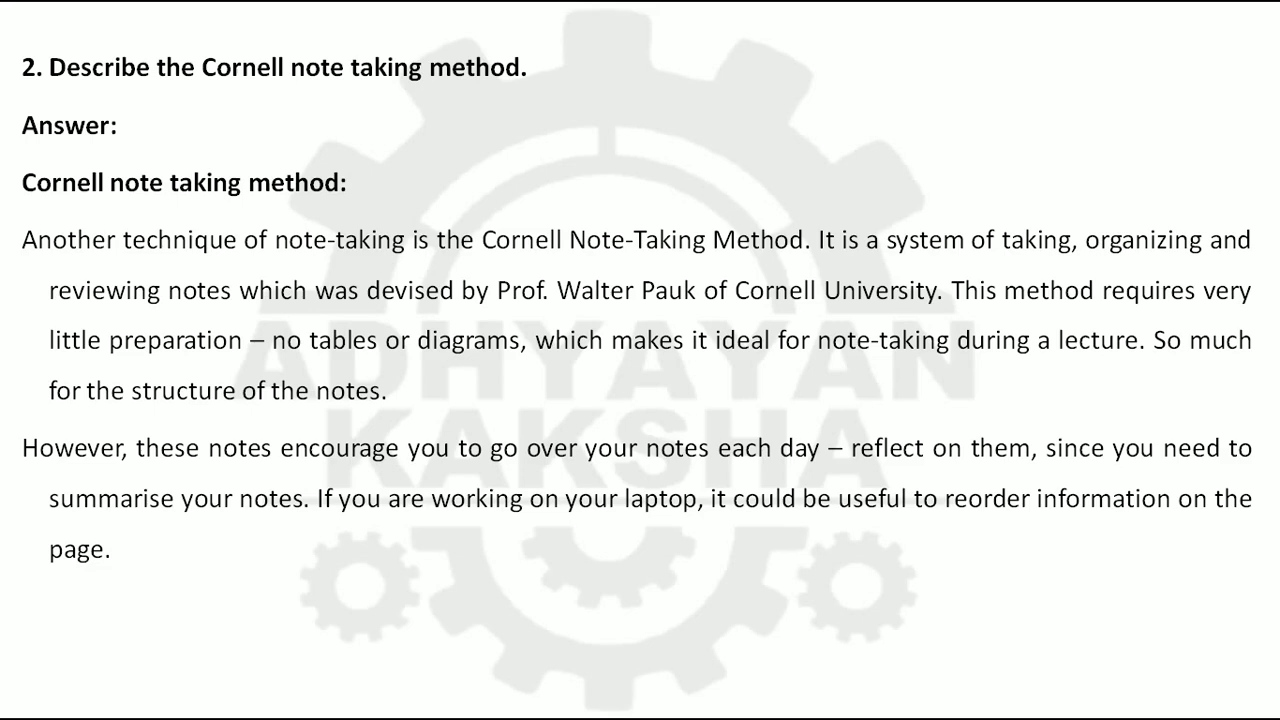 2. Describe the Cornell note taking method.
Answer:
Cornell note taking method:
Another technique of note-taking is the Cornell Note-Taking Method. It is a system of taking, organizing and
reviewing notes which was devised by Prof. Walter Pauk of Cornell University. This method requires very
little preparation – no tables or diagrams, which makes it ideal for note-taking during a lecture. So much
for the structure of the notes.
However, these notes encourage you to go over your notes each day – reflect on them, since you need to
summarise your notes. If you are working on your laptop, it could be useful to reorder information on the
page.
ADHYAYAN
KAKSHA